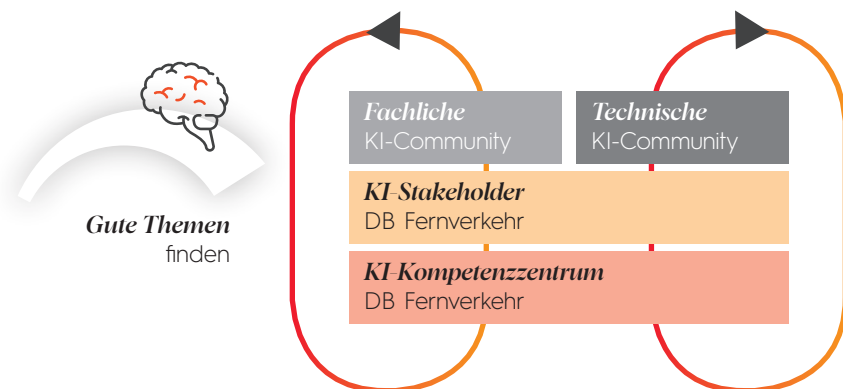 Gute Themen
finden
Fachliche
KI-Community
Technische
KI-Community
KI-Stakeholder
DB Fernverkehr
KI-Kompetenzzentrum
DB Fernverkehr